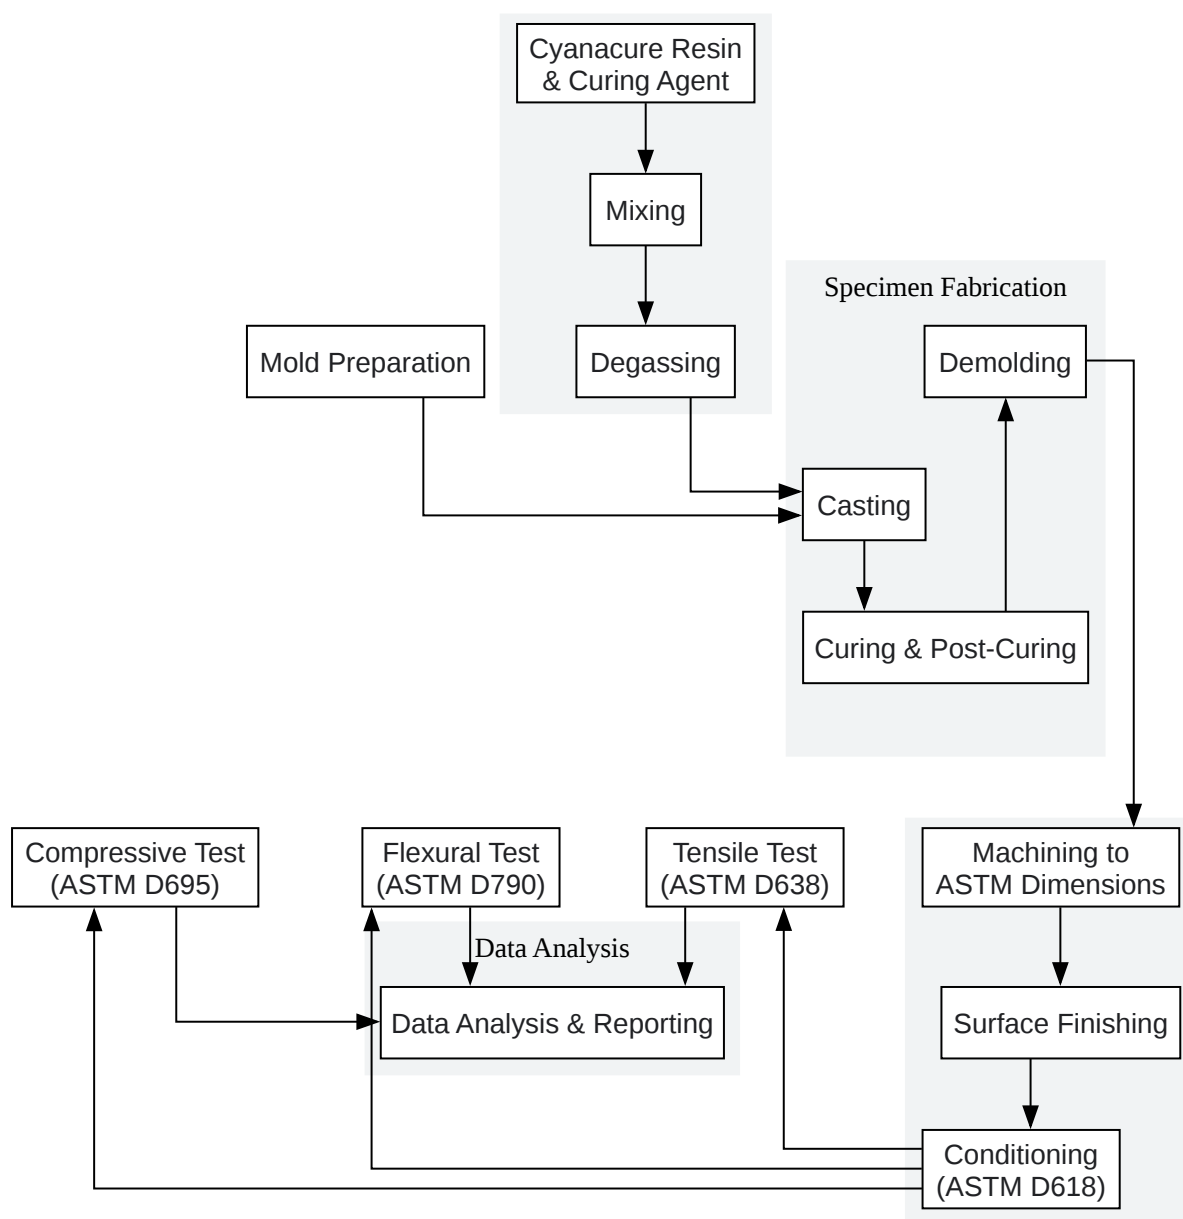 Cyanacure Resin
& Curing Agent
Mixing
Specimen Fabrication
Mold Preparation
Degassing
Demolding
Casting
Curing & Post-Curing
Compressive Test
(ASTM D695)
Flexural Test
(ASTM D790)
Tensile Test
(ASTM D638)
Machining to
ASTM Dimensions
Data Analysis
Data Analysis & Reporting
Surface Finishing
Conditioning
(ASTM D618)